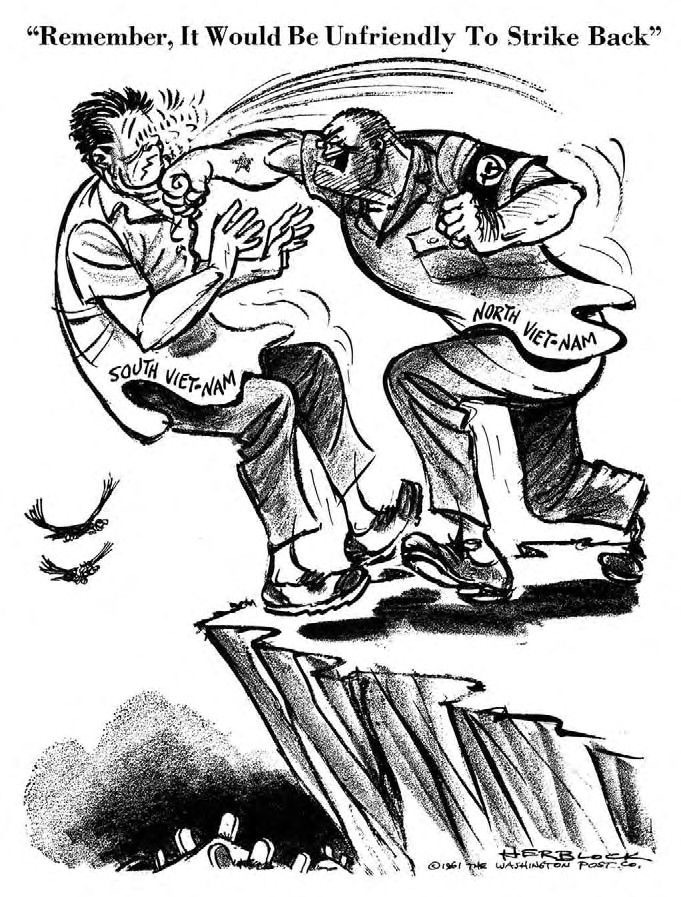 “Remember, It Would Be Unfriendly To Strike Back”
SOUTH VIET-NAM
NORTH VIET-NAM
HERBLOCK
©1961 THE WASHINGTON POST CO.